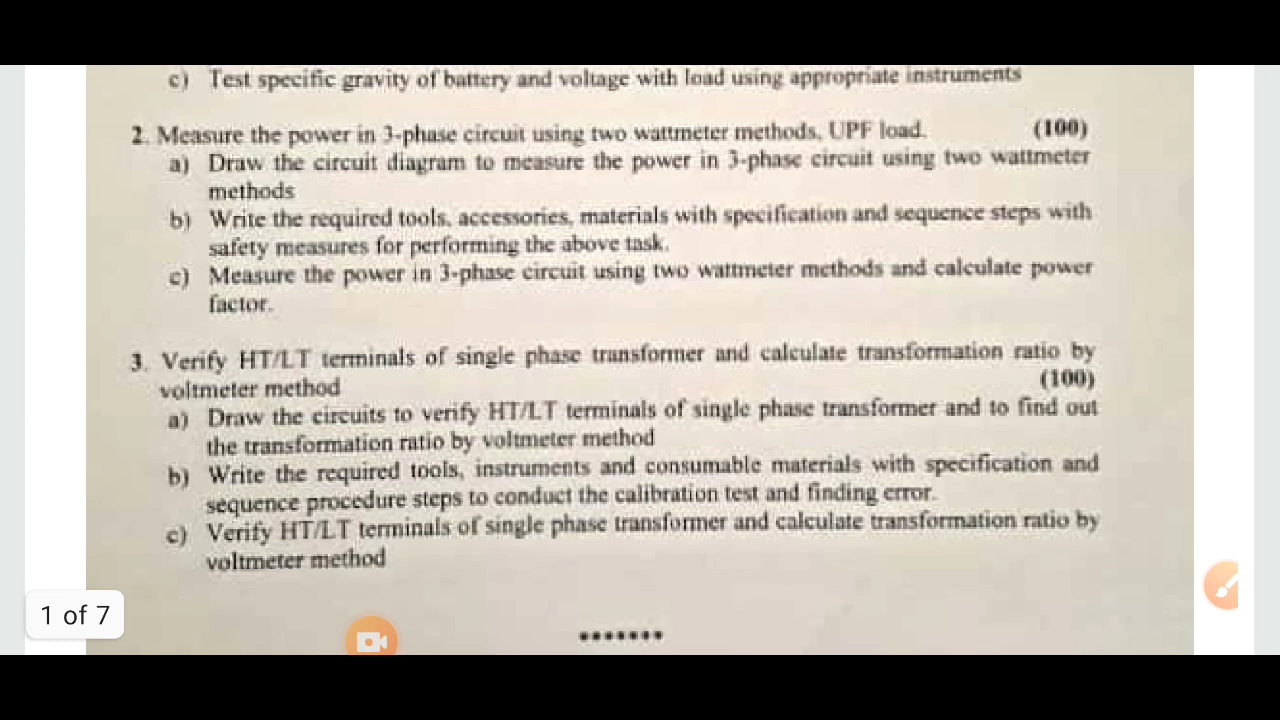 c) Test specific gravity of battery and voltage with load using appropriate instruments
2. Measure the power in 3-phase circuit using two wattmeter methods, UPF load. (100)
a) Draw the circuit diagram to measure the power in 3-phase circuit using two wattmeter
methods
b) Write the required tools, accessories, materials with specification and sequence steps with
safety measures for performing the above task.
c) Measure the power in 3-phase circuit using two wattmeter methods and calculate power
factor.
3. Verify HT/LT terminals of single phase transformer and calculate transformation ratio by
voltmeter method (100)
a) Draw the circuits to verify HT/LT terminals of single phase transformer and to find out
the transformation ratio by voltmeter method
b) Write the required tools, instruments and consumable materials with specification and
sequence procedure steps to conduct the calibration test and finding error.
c) Verify HT/LT terminals of single phase transformer and calculate transformation ratio by
voltmeter method
*******
1 of 7